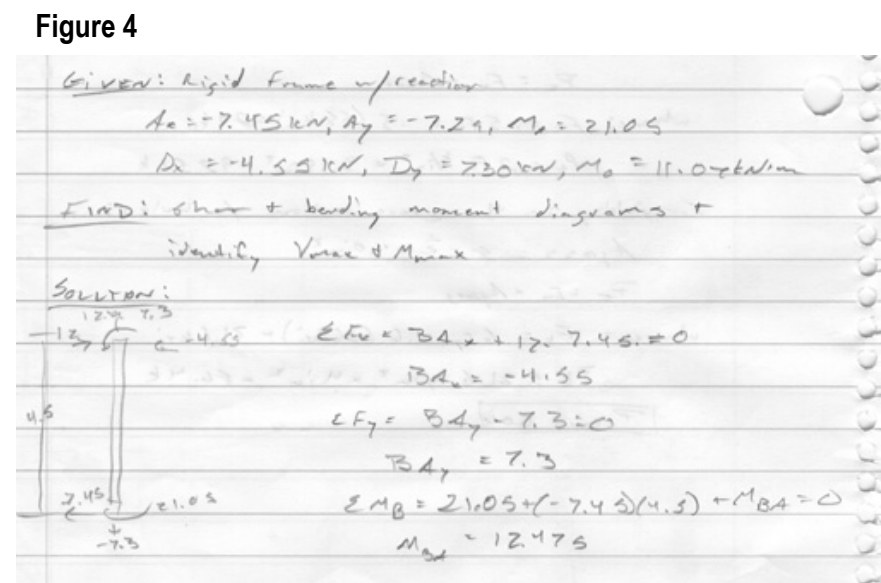 Figure 4
GIVEN: Rigid Frame w/ reaction
Ax = -7.45 kN, Ay = -7.29, MA = 21.05
Dx = -4.55 kN, Dy = 7.30 kN, MD = 11.0 kN·m
FIND: Shear + bending moment diagrams +
identify Vmax & Mmax
SOLUTION:
7.3
12 -4.55 ΣFx = BAx + 12 - 7.45 = 0
BAx = -4.55
4.5 ΣFy = BAy - 7.3 = 0
BAy = 7.3
7.45 21.05 ΣMB = 21.05 + (-7.45)(4.5) + MBA = 0
-7.3 MBA = 12.475